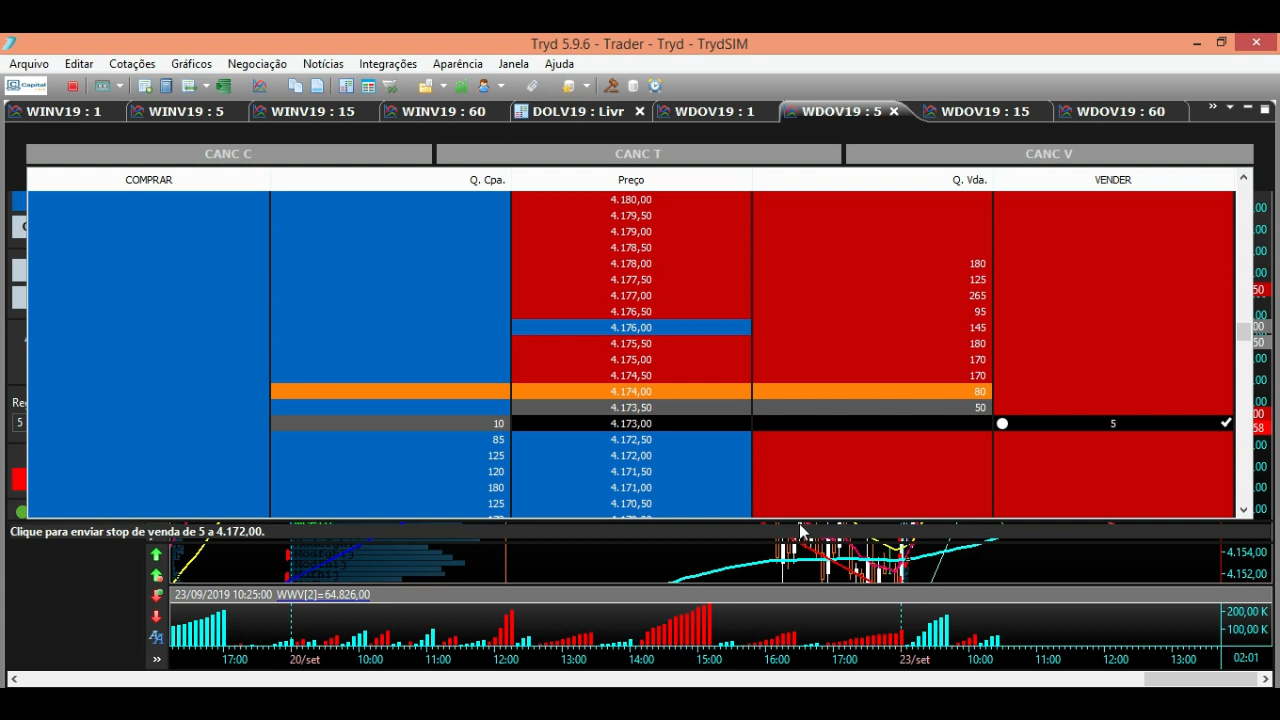 Tryd 5.9.6 - Trader - Tryd - TrydSIM
Arquivo Editar Cotações Gráficos Negociação Notícias Integrações Aparência Janela Ajuda
Capital
WINV19 : 1 WINV19 : 5 WINV19 : 15 WINV19 : 60 DOLV19 : Livr WDOV19 : 1 WDOV19 : 5 WDOV19 : 15 WDOV19 : 60
CANC C CANC T CANC V
COMPRAR Q. Cpa. Preço Q. Vda. VENDER
4.180,00
4.179,50
4.179,00
4.178,50
4.178,00 180
4.177,50 125
4.177,00 265
4.176,50 95
4.176,00 145
4.175,50 180
4.175,00 170
4.174,50 170
4.174,00 80
4.173,50 50
10 4.173,00 5
85 4.172,50
125 4.172,00
120 4.171,50
180 4.171,00
125 4.170,50
Clique para enviar stop de venda de 5 a 4.172,00.
4.154,00
4.152,00
23/09/2019 10:25:00 WWV[2]=64.826,00
200,00 K
100,00 K
17:00 20/set 10:00 11:00 12:00 13:00 14:00 15:00 16:00 17:00 23/set 10:00 11:00 12:00 13:00 02:01